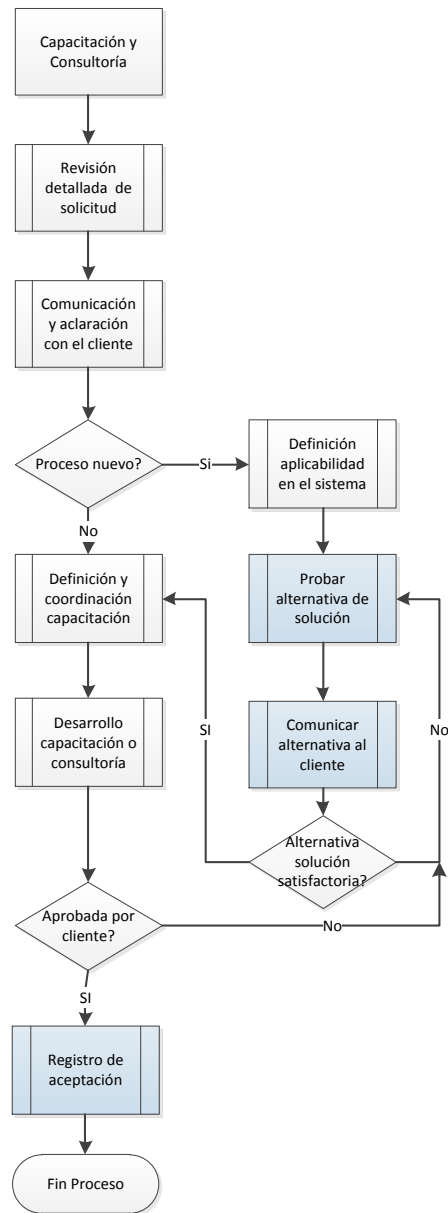 Capacitación y
Consultoría
Revisión
detallada de
solicitud
Comunicación
y aclaración
con el cliente
Proceso nuevo?
Si
Definición
aplicabilidad
en el sistema
No
Definición y
coordinación
capacitación
Probar
alternativa de
solución
Desarrollo
capacitación o
consultoría
SI
Comunicar
alternativa al
cliente
No
Alternativa
solución
satisfactoria?
Aprobada por
cliente?
No
SI
Registro de
aceptación
Fin Proceso